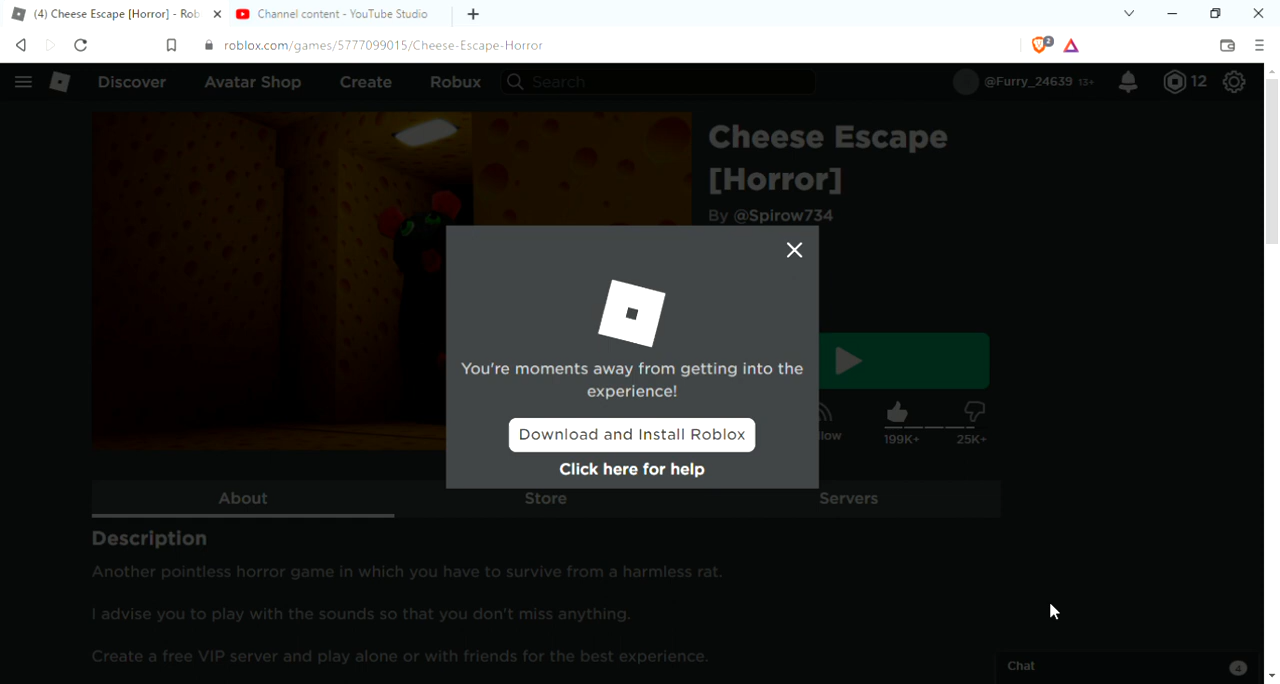 (4) Cheese Escape [Horror] - Rob
Channel content - YouTube Studio
roblox.com/games/5777099015/Cheese-Escape-Horror
2
Discover
Avatar Shop
Create
Robux
Search
@Furry_24639 13+
12
Cheese Escape
[Horror]
By @Spirow734
You're moments away from getting into the
experience!
Download and Install Roblox
Click here for help
llow
199K+
25K+
About
Store
Servers
Description
Another pointless horror game in which you have to survive from a harmless rat.
I advise you to play with the sounds so that you don't miss anything.
Create a free VIP server and play alone or with friends for the best experience.
Chat
4